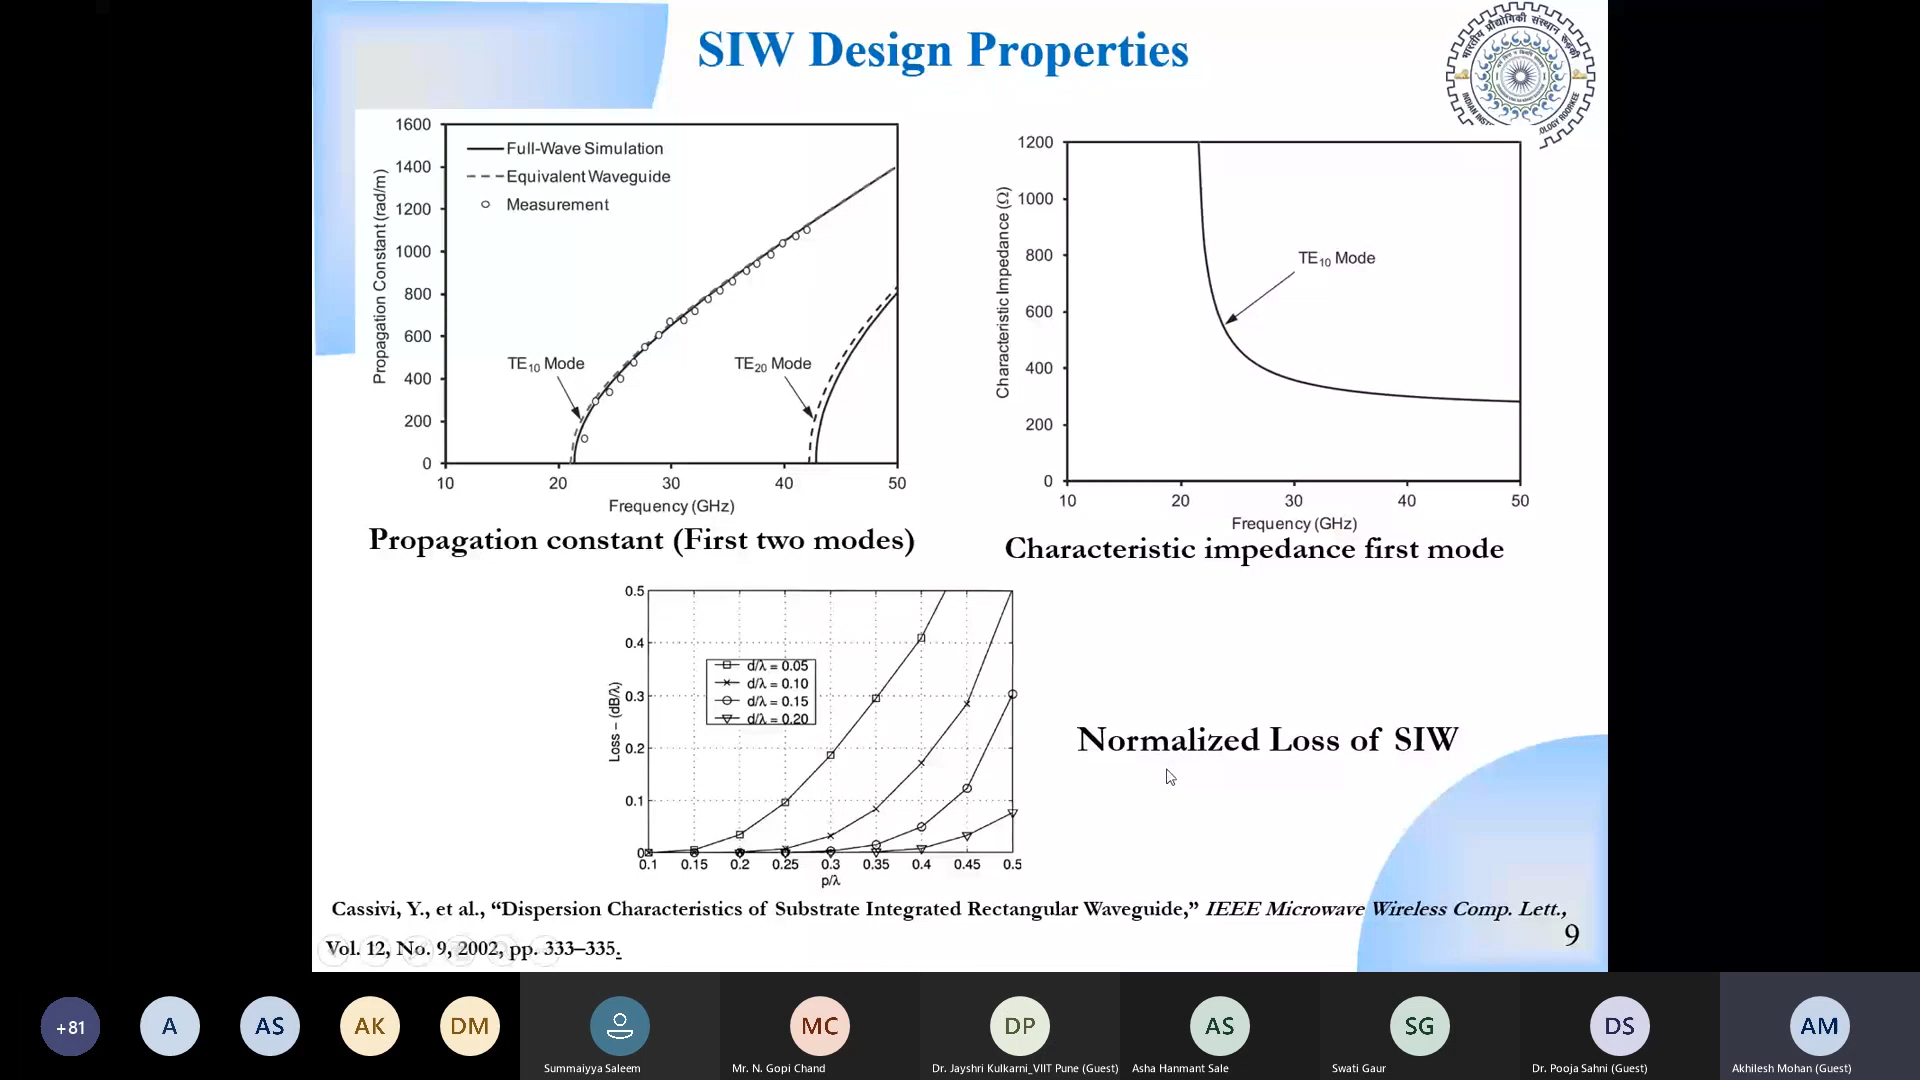 SIW Design Properties
भारतीय प्रौद्योगिकी संस्थान रुड़की
1600
1400
1200
1000
800
600
400
200
0
Propagation Constant (rad/m)
Full-Wave Simulation
Equivalent Waveguide
Measurement
TE10 Mode
TE20 Mode
10 20 30 40 50
Frequency (GHz)
Propagation constant (First two modes)
1200
1000
800
600
400
200
0
Characteristic Impedance (Ω)
TE10 Mode
10 20 30 40 50
Frequency (GHz)
Characteristic impedance first mode
0.5
0.4
0.3
0.2
0.1
0
Loss – (dB/λ)
d/λ = 0.05
d/λ = 0.10
d/λ = 0.15
d/λ = 0.20
0.1 0.15 0.2 0.25 0.3 0.35 0.4 0.45 0.5
p/λ
Normalized Loss of SIW
Cassivi, Y., et al., “Dispersion Characteristics of Substrate Integrated Rectangular Waveguide,” IEEE Microwave Wireless Comp. Lett.,
Vol. 12, No. 9, 2002, pp. 333–335.
9
+81 A AS AK DM MC DP AS SG DS AM
Summaiyya Saleem Mr. N. Gopi Chand Dr. Jayshri Kulkarni_VIIT Pune (Guest) Asha Hanmant Sale Swati Gaur Dr. Pooja Sahni (Guest) Akhilesh Mohan (Guest)